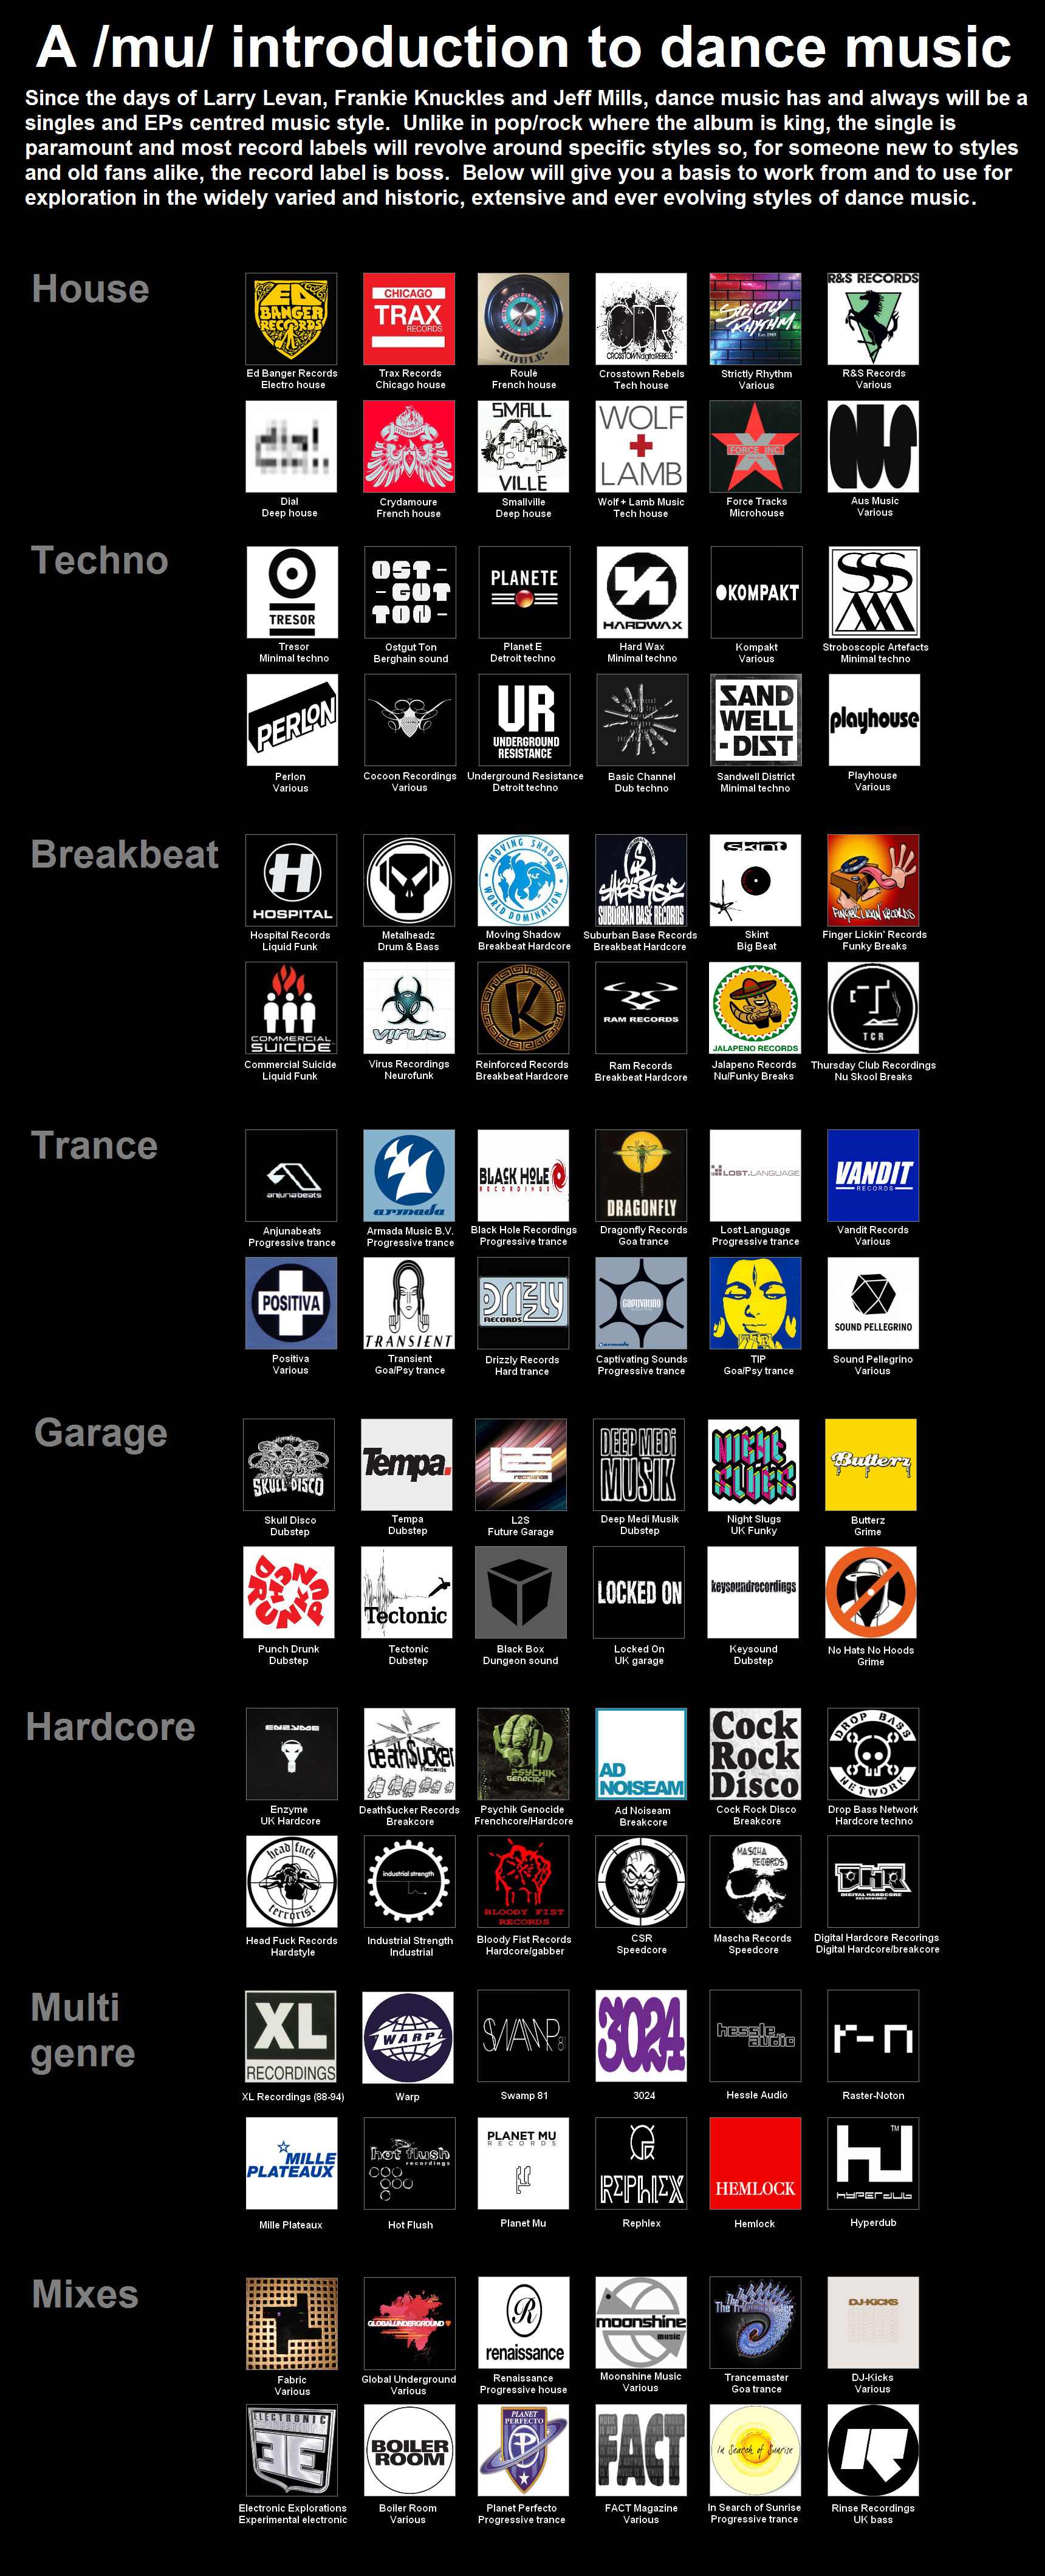 A /mu/ introduction to dance music
Since the days of Larry Levan, Frankie Knuckles and Jeff Mills, dance music has and always will be a
singles and EPs centred music style.  Unlike in pop/rock where the album is king, the single is
paramount and most record labels will revolve around specific styles so, for someone new to styles
and old fans alike, the record label is boss.  Below will give you a basis to work from and to use for
exploration in the widely varied and historic, extensive and ever evolving styles of dance music.
House
Ed Banger Records
Electro house
Trax Records
Chicago house
Roulé
French house
Crosstown Rebels
Tech house
Strictly Rhythm
Various
R&S Records
Various
Dial
Deep house
Crydamoure
French house
Smallville
Deep house
Wolf + Lamb Music
Tech house
Force Tracks
Microhouse
Aus Music
Various
Techno
Tresor
Minimal techno
Ostgut Ton
Berghain sound
Planet E
Detroit techno
Hard Wax
Minimal techno
Kompakt
Various
Stroboscopic Artefacts
Minimal techno
Perlon
Various
Cocoon Recordings
Various
Underground Resistance
Detroit techno
Basic Channel
Dub techno
Sandwell District
Minimal techno
Playhouse
Various
Breakbeat
Hospital Records
Liquid Funk
Metalheadz
Drum & Bass
Moving Shadow
Breakbeat Hardcore
Suburban Base Records
Breakbeat Hardcore
Skint
Big Beat
Finger Lickin' Records
Funky Breaks
Commercial Suicide
Liquid Funk
Virus Recordings
Neurofunk
Reinforced Records
Breakbeat Hardcore
Ram Records
Breakbeat Hardcore
Jalapeno Records
Nu/Funky Breaks
Thursday Club Recordings
Nu Skool Breaks
Trance
Anjunabeats
Progressive trance
Armada Music B.V.
Progressive trance
Black Hole Recordings
Progressive trance
Dragonfly Records
Goa trance
Lost Language
Progressive trance
Vandit Records
Various
Positiva
Various
Transient
Goa/Psy trance
Drizzly Records
Hard trance
Captivating Sounds
Progressive trance
TIP
Goa/Psy trance
Sound Pellegrino
Various
Garage
Skull Disco
Dubstep
Tempa
Dubstep
L2S
Future Garage
Deep Medi Musik
Dubstep
Night Slugs
UK Funky
Butterz
Grime
Punch Drunk
Dubstep
Tectonic
Dubstep
Black Box
Dungeon sound
Locked On
UK garage
Keysound
Dubstep
No Hats No Hoods
Grime
Hardcore
Enzyme
UK Hardcore
Death$ucker Records
Breakcore
Psychik Genocide
Frenchcore/Hardcore
Ad Noiseam
Breakcore
Cock Rock Disco
Breakcore
Drop Bass Network
Hardcore techno
Head Fuck Records
Hardstyle
Industrial Strength
Industrial
Bloody Fist Records
Hardcore/gabber
CSR
Speedcore
Mascha Records
Speedcore
Digital Hardcore Recorings
Digital Hardcore/breakcore
Multi
genre
XL Recordings (88-94)
Warp
Swamp 81
3024
Hessle Audio
Raster-Noton
Mille Plateaux
Hot Flush
Planet Mu
Rephlex
Hemlock
Hyperdub
Mixes
Fabric
Various
Global Underground
Various
Renaissance
Progressive house
Moonshine Music
Various
Trancemaster
Goa trance
DJ-Kicks
Various
Electronic Explorations
Experimental electronic
Boiler Room
Various
Planet Perfecto
Progressive trance
FACT Magazine
Various
In Search of Sunrise
Progressive trance
Rinse Recordings
UK bass